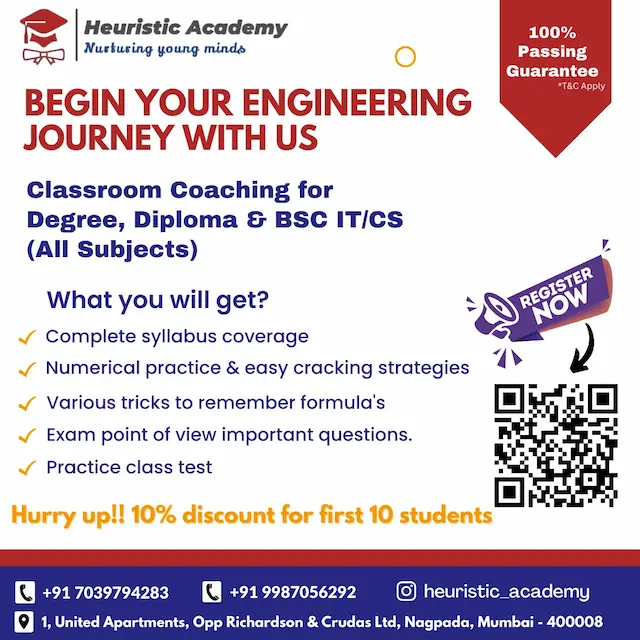 Heuristic Academy
Nurturing young minds
100%
Passing
Guarantee
*T&C Apply
BEGIN YOUR ENGINEERING
JOURNEY WITH US
Classroom Coaching for
Degree, Diploma & BSC IT/CS
(All Subjects)
What you will get?
Complete syllabus coverage
Numerical practice & easy cracking strategies
Various tricks to remember formula's
Exam point of view important questions.
Practice class test
REGISTER
NOW
Hurry up!! 10% discount for first 10 students
+91 7039794283
+91 9987056292
heuristic_academy
1, United Apartments, Opp Richardson & Crudas Ltd, Nagpada, Mumbai - 400008